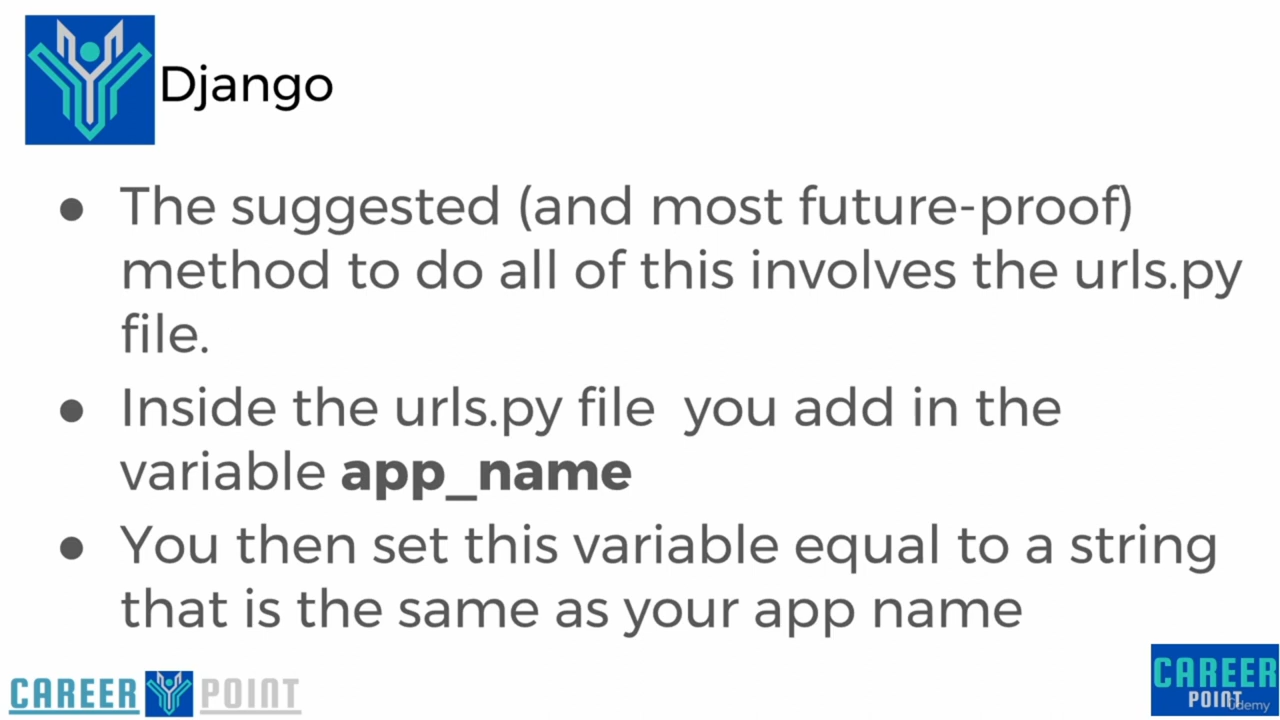 Django
● The suggested (and most future-proof)
method to do all of this involves the urls.py
file.
● Inside the urls.py file  you add in the
variable app_name
● You then set this variable equal to a string
that is the same as your app name
CAREER POINT
CAREER
POINT
Udemy